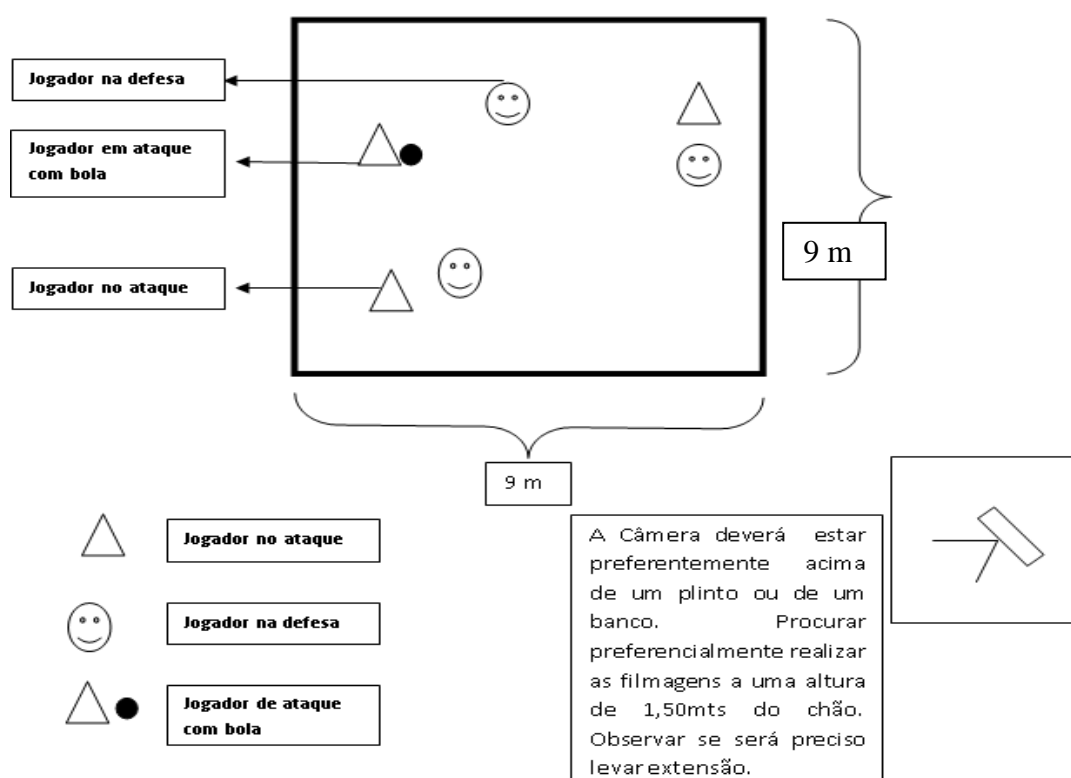 Jogador na defesa
Jogador em ataque
com bola
Jogador no ataque
9 m
9 m
Jogador no ataque
Jogador na defesa
Jogador de ataque
com bola
A Câmera deverá estar
preferentemente acima
de um plinto ou de um
banco. Procurar
preferencialmente realizar
as filmagens a uma altura
de 1,50mts do chão.
Observar se será preciso
levar extensão.